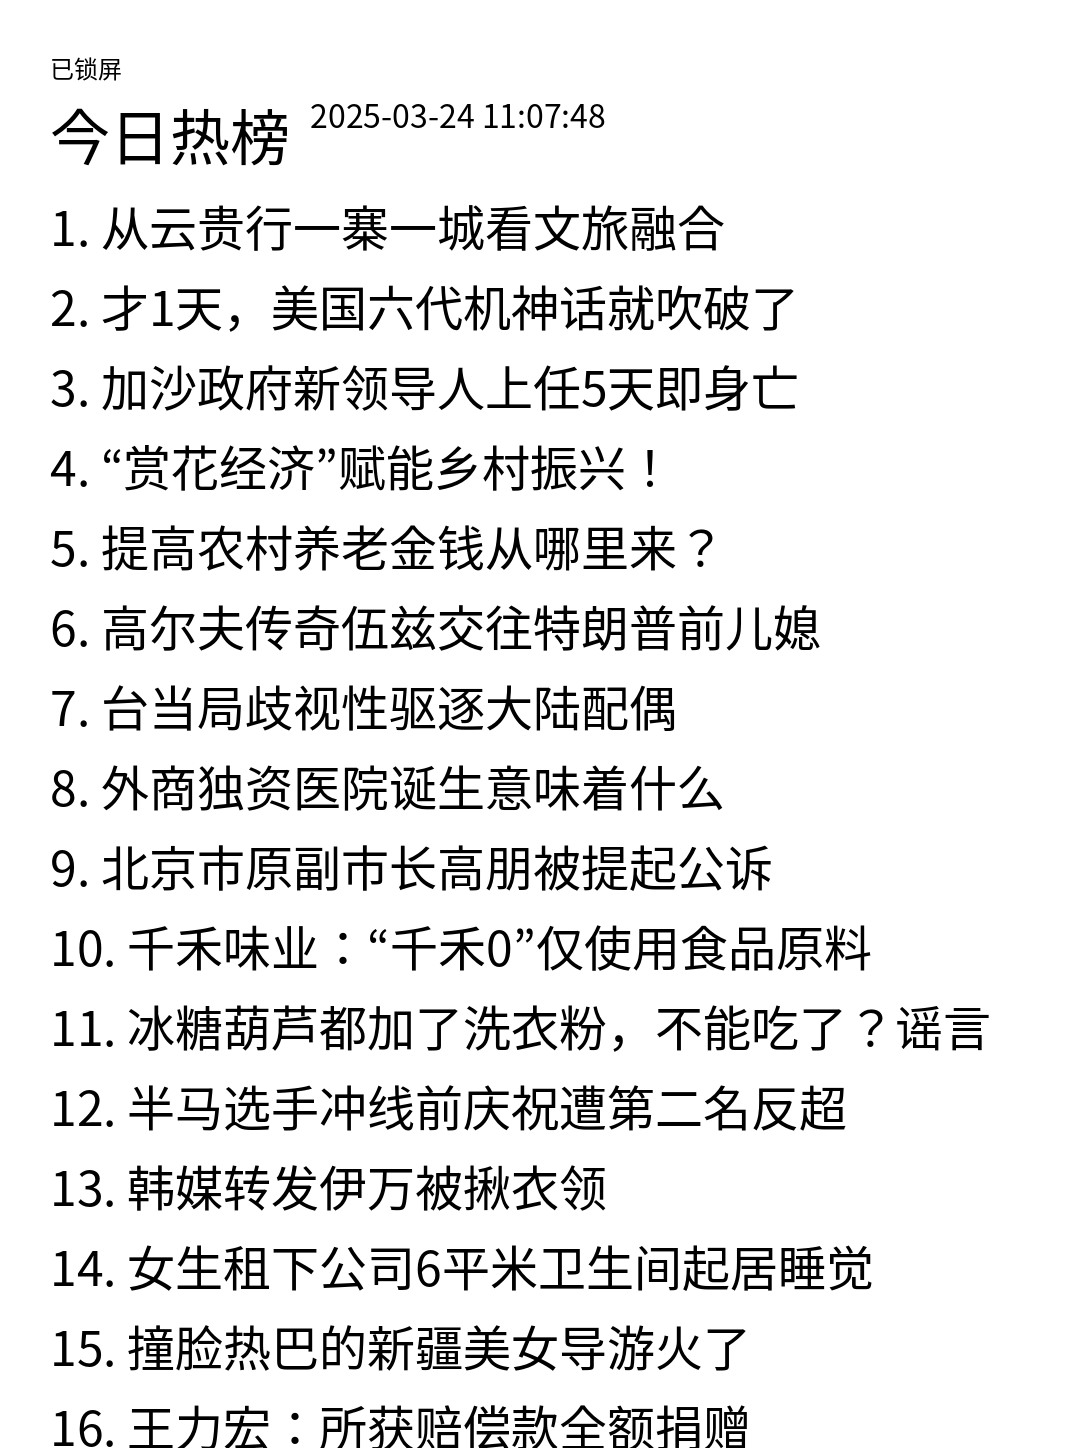 已锁屏
今日热榜 2025-03-24 11:07:48
1. 从云贵行一寨一城看文旅融合
2. 才1天，美国六代机神话就吹破了
3. 加沙政府新领导人上任5天即身亡
4. “赏花经济”赋能乡村振兴！
5. 提高农村养老金钱从哪里来？
6. 高尔夫传奇伍兹交往特朗普前儿媳
7. 台当局歧视性驱逐大陆配偶
8. 外商独资医院诞生意味着什么
9. 北京市原副市长高朋被提起公诉
10. 千禾味业：“千禾0”仅使用食品原料
11. 冰糖葫芦都加了洗衣粉，不能吃了？谣言
12. 半马选手冲线前庆祝遭第二名反超
13. 韩媒转发伊万被揪衣领
14. 女生租下公司6平米卫生间起居睡觉
15. 撞脸热巴的新疆美女导游火了
16. 王力宏：所获赔偿款全额捐赠